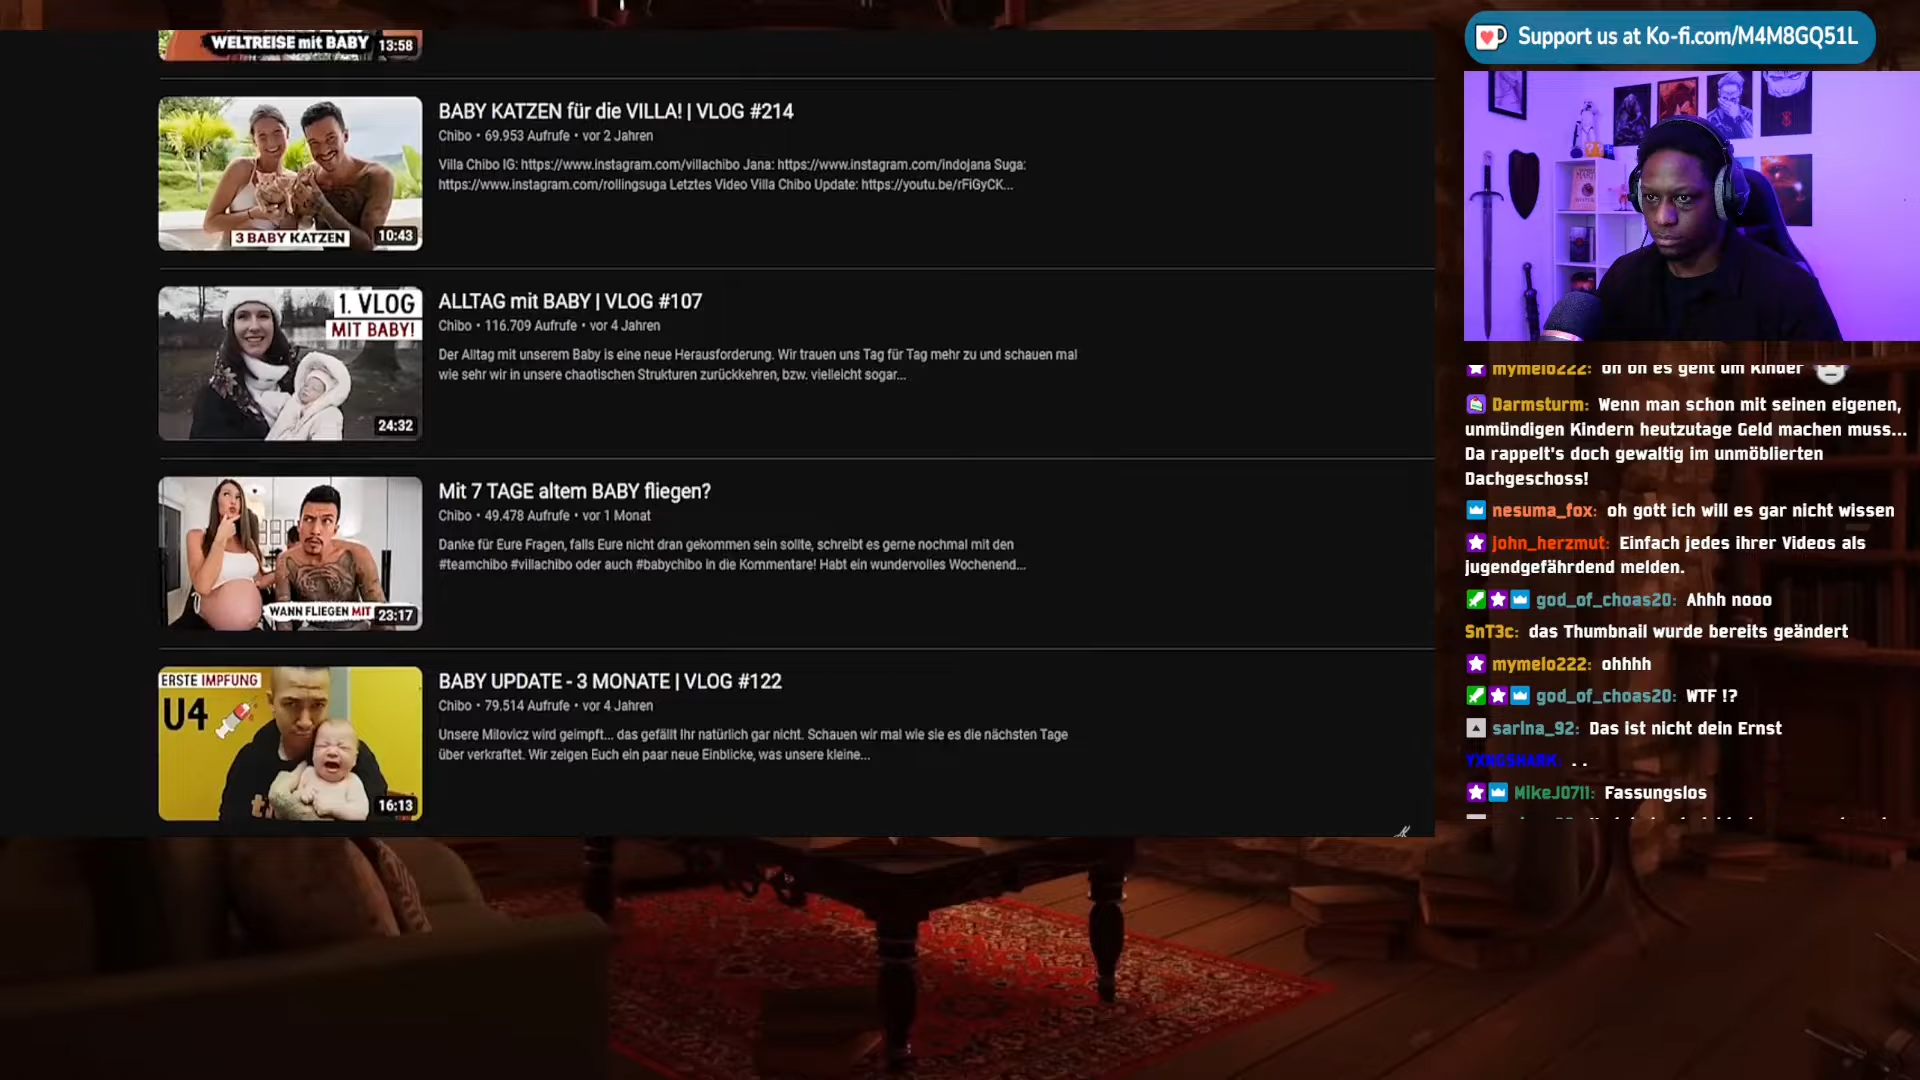 WELTREISE mit BABY
13:58
BABY KATZEN für die VILLA! | VLOG #214
Chibo • 69.953 Aufrufe • vor 2 Jahren
Villa Chibo IG: https://www.instagram.com/villachibo Jana: https://www.instagram.com/indojana Suga:
https://www.instagram.com/rollingsuga Letztes Video Villa Chibo Update: https://youtu.be/rFiGyCK...
3 BABY KATZEN
10:43
1. VLOG
MIT BABY!
24:32
ALLTAG mit BABY | VLOG #107
Chibo • 116.709 Aufrufe • vor 4 Jahren
Der Alltag mit unserem Baby is eine neue Herausforderung. Wir trauen uns Tag für Tag mehr zu und schauen mal
wie sehr wir in unsere chaotischen Strukturen zurückkehren, bzw. vielleicht sogar...
Mit 7 TAGE altem BABY fliegen?
Chibo • 49.478 Aufrufe • vor 1 Monat
Danke für Eure Fragen, falls Eure nicht dran gekommen sein sollte, schreibt es gerne nochmal mit den
#teamchibo #villachibo oder auch #babychibo in die Kommentare! Habt ein wundervolles Wochenend...
WANN FLIEGEN MIT
23:17
ERSTE IMPFUNG
U4
16:13
BABY UPDATE - 3 MONATE | VLOG #122
Chibo • 79.514 Aufrufe • vor 4 Jahren
Unsere Milovicz wird geimpft... das gefällt Ihr natürlich gar nicht. Schauen wir mal wie sie es die nächsten Tage
über verkraftet. Wir zeigen Euch ein paar neue Einblicke, was unsere kleine...
Support us at Ko-fi.com/M4M8GQ51L
mymelo222: oh oh es geht um Kinder
Darmsturm: Wenn man schon mit seinen eigenen,
unmündigen Kindern heutzutage Geld machen muss...
Da rappelt's doch gewaltig im unmöblierten
Dachgeschoss!
nesuma_fox: oh gott ich will es gar nicht wissen
john_herzmut: Einfach jedes ihrer Videos als
jugendgefährdend melden.
god_of_choas20: Ahhh nooo
SnT3c: das Thumbnail wurde bereits geändert
mymelo222: ohhhh
god_of_choas20: WTF !?
sarina_92: Das ist nicht dein Ernst
YXNGSHARK: . .
MikeJ0711: Fassungslos